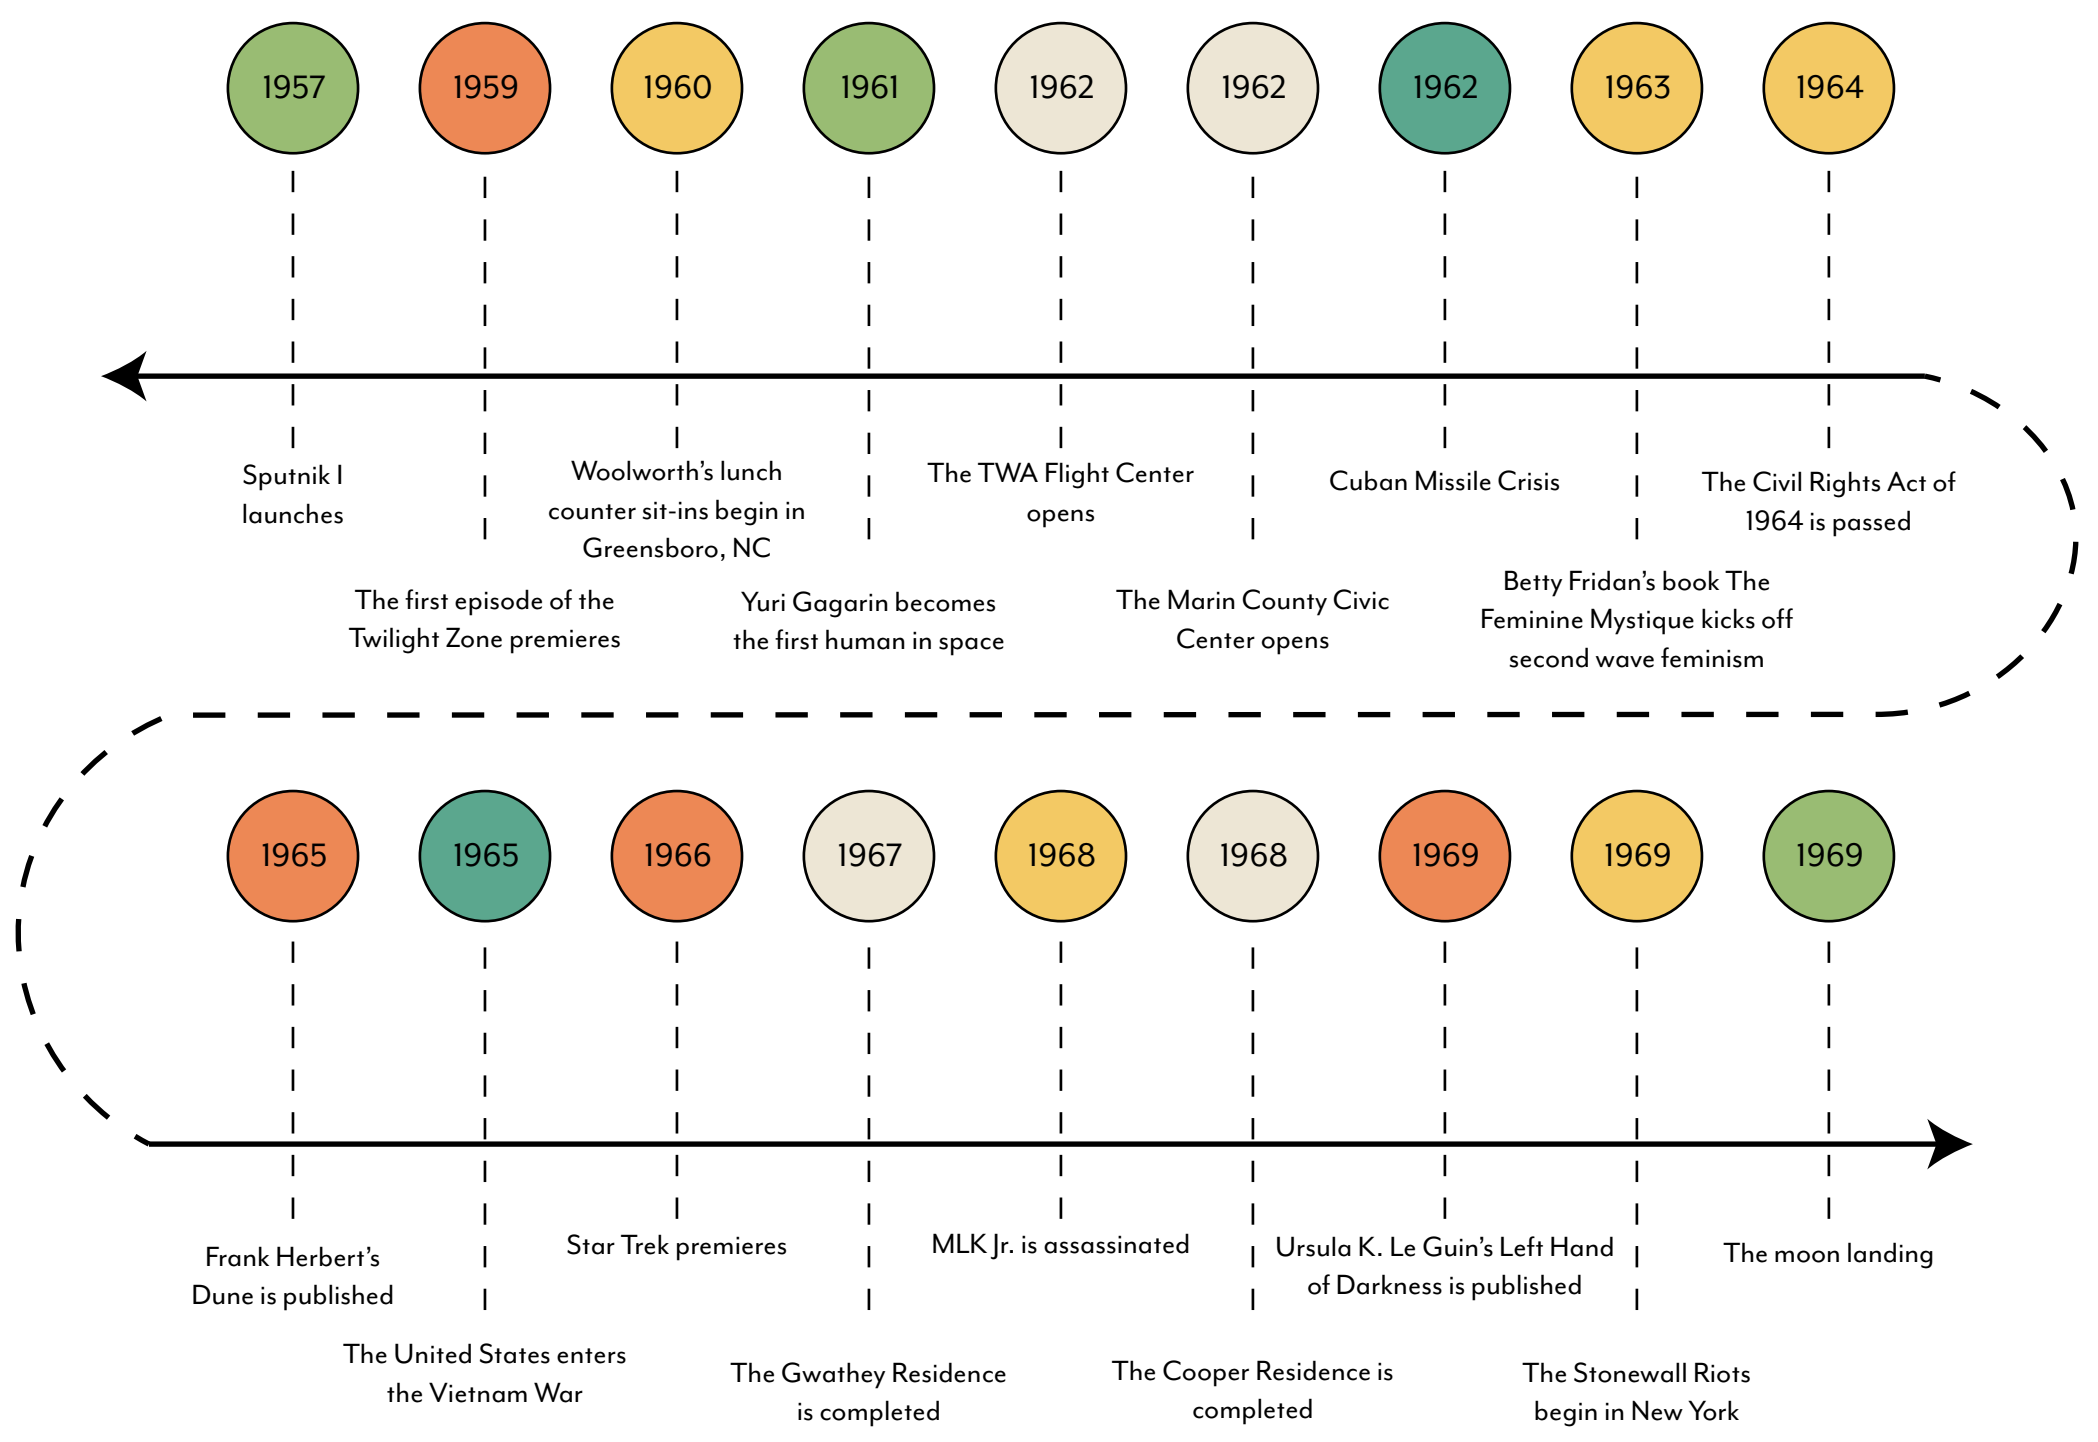 1957
1959
1960
1961
1962
1962
1962
1963
1964
Sputnik I
launches
The first episode of the
Twilight Zone premieres
Woolworth's lunch
counter sit-ins begin in
Greensboro, NC
Yuri Gagarin becomes
the first human in space
The TWA Flight Center
opens
The Marin County Civic
Center opens
Cuban Missile Crisis
Betty Fridan's book The
Feminine Mystique kicks off
second wave feminism
The Civil Rights Act of
1964 is passed
1965
1965
1966
1967
1968
1968
1969
1969
1969
Frank Herbert's
Dune is published
The United States enters
the Vietnam War
Star Trek premieres
The Gwathey Residence
is completed
MLK Jr. is assassinated
The Cooper Residence is
completed
Ursula K. Le Guin's Left Hand
of Darkness is published
The Stonewall Riots
begin in New York
The moon landing